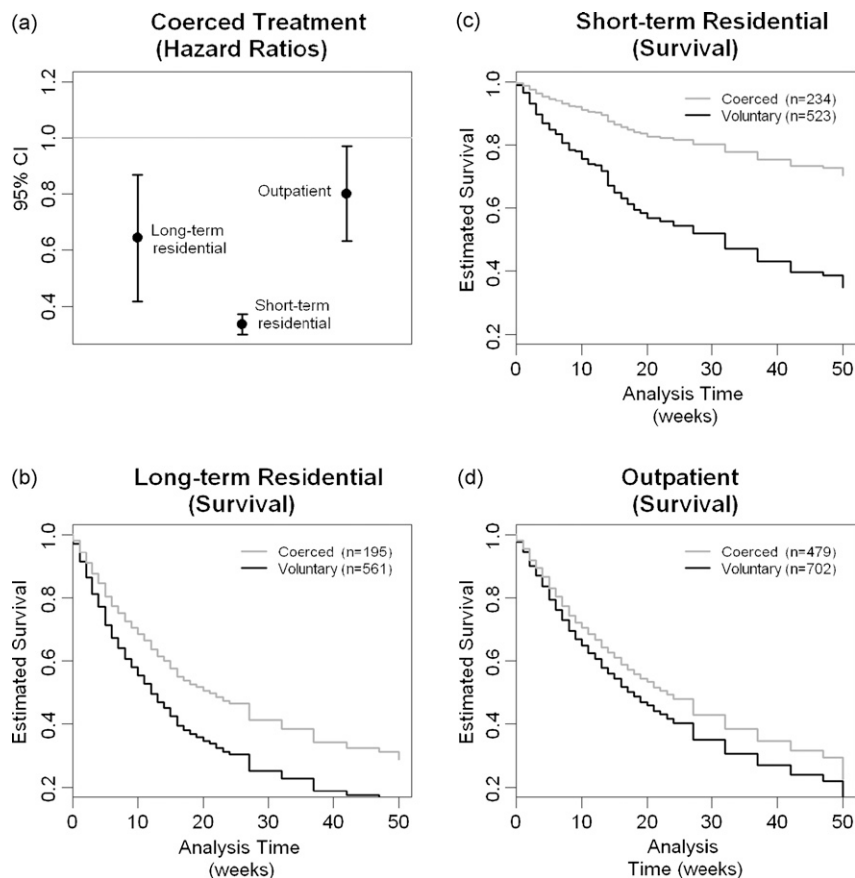 (a)
Coerced Treatment
(Hazard Ratios)
95% CI
1.2
1.0
0.8
0.6
0.4
Long-term
residential
Outpatient
Short-term
residential
(c)
Short-term Residential
(Survival)
Estimated Survival
1.0
0.8
0.6
0.4
0.2
Coerced (n=234)
Voluntary (n=523)
0 10 20 30 40 50
Analysis Time
(weeks)
(b)
Long-term Residential
(Survival)
Estimated Survival
1.0
0.8
0.6
0.4
0.2
Coerced (n=195)
Voluntary (n=561)
0 10 20 30 40 50
Analysis Time
(weeks)
(d)
Outpatient
(Survival)
Estimated Survival
1.0
0.8
0.6
0.4
0.2
Coerced (n=479)
Voluntary (n=702)
0 10 20 30 40 50
Analysis
Time (weeks)